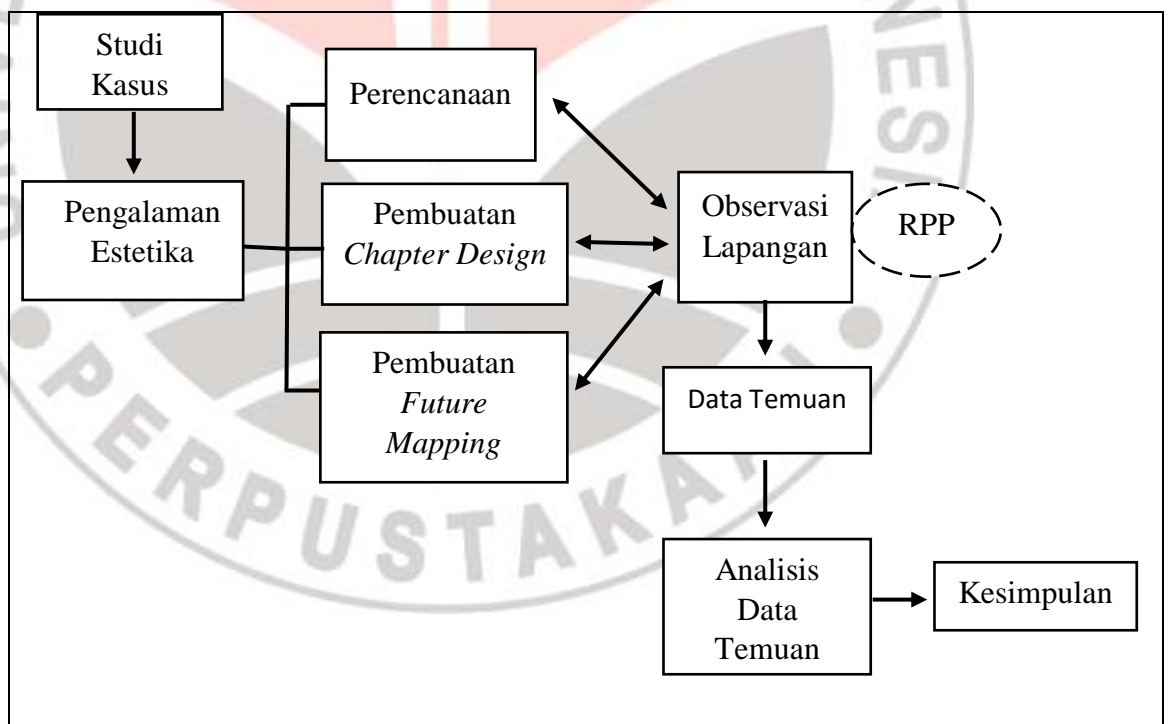 Studi
Kasus
Pengalaman
Estetika
Perencanaan
Pembuatan
Chapter Design
Pembuatan
Future
Mapping
Observasi
Lapangan
RPP
Data Temuan
Analisis
Data
Temuan
Kesimpulan
PERPUSTAKAAN